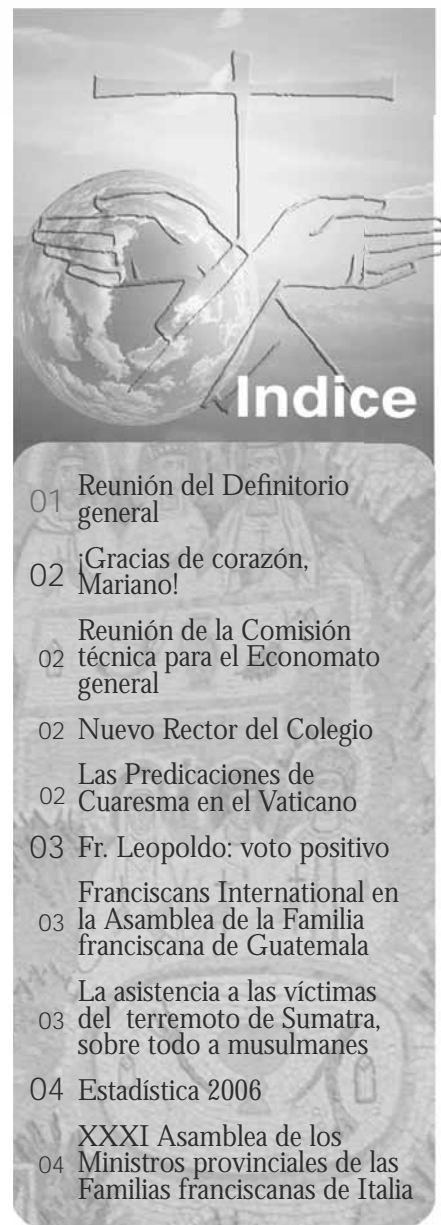 Indice
01 Reunión del Definitorio
general
02 ¡Gracias de corazón,
Mariano!
Reunión de la Comisión
02 técnica para el Economato
general
02 Nuevo Rector del Colegio
Las Predicaciones de
02 Cuaresma en el Vaticano
03 Fr. Leopoldo: voto positivo
Franciscans International en
03 la Asamblea de la Familia
franciscana de Guatemala
La asistencia a las víctimas
03 del terremoto de Sumatra,
sobre todo a musulmanes
04 Estadística 2006
XXXI Asamblea de los
04 Ministros provinciales de las
Familias franciscanas de Italia